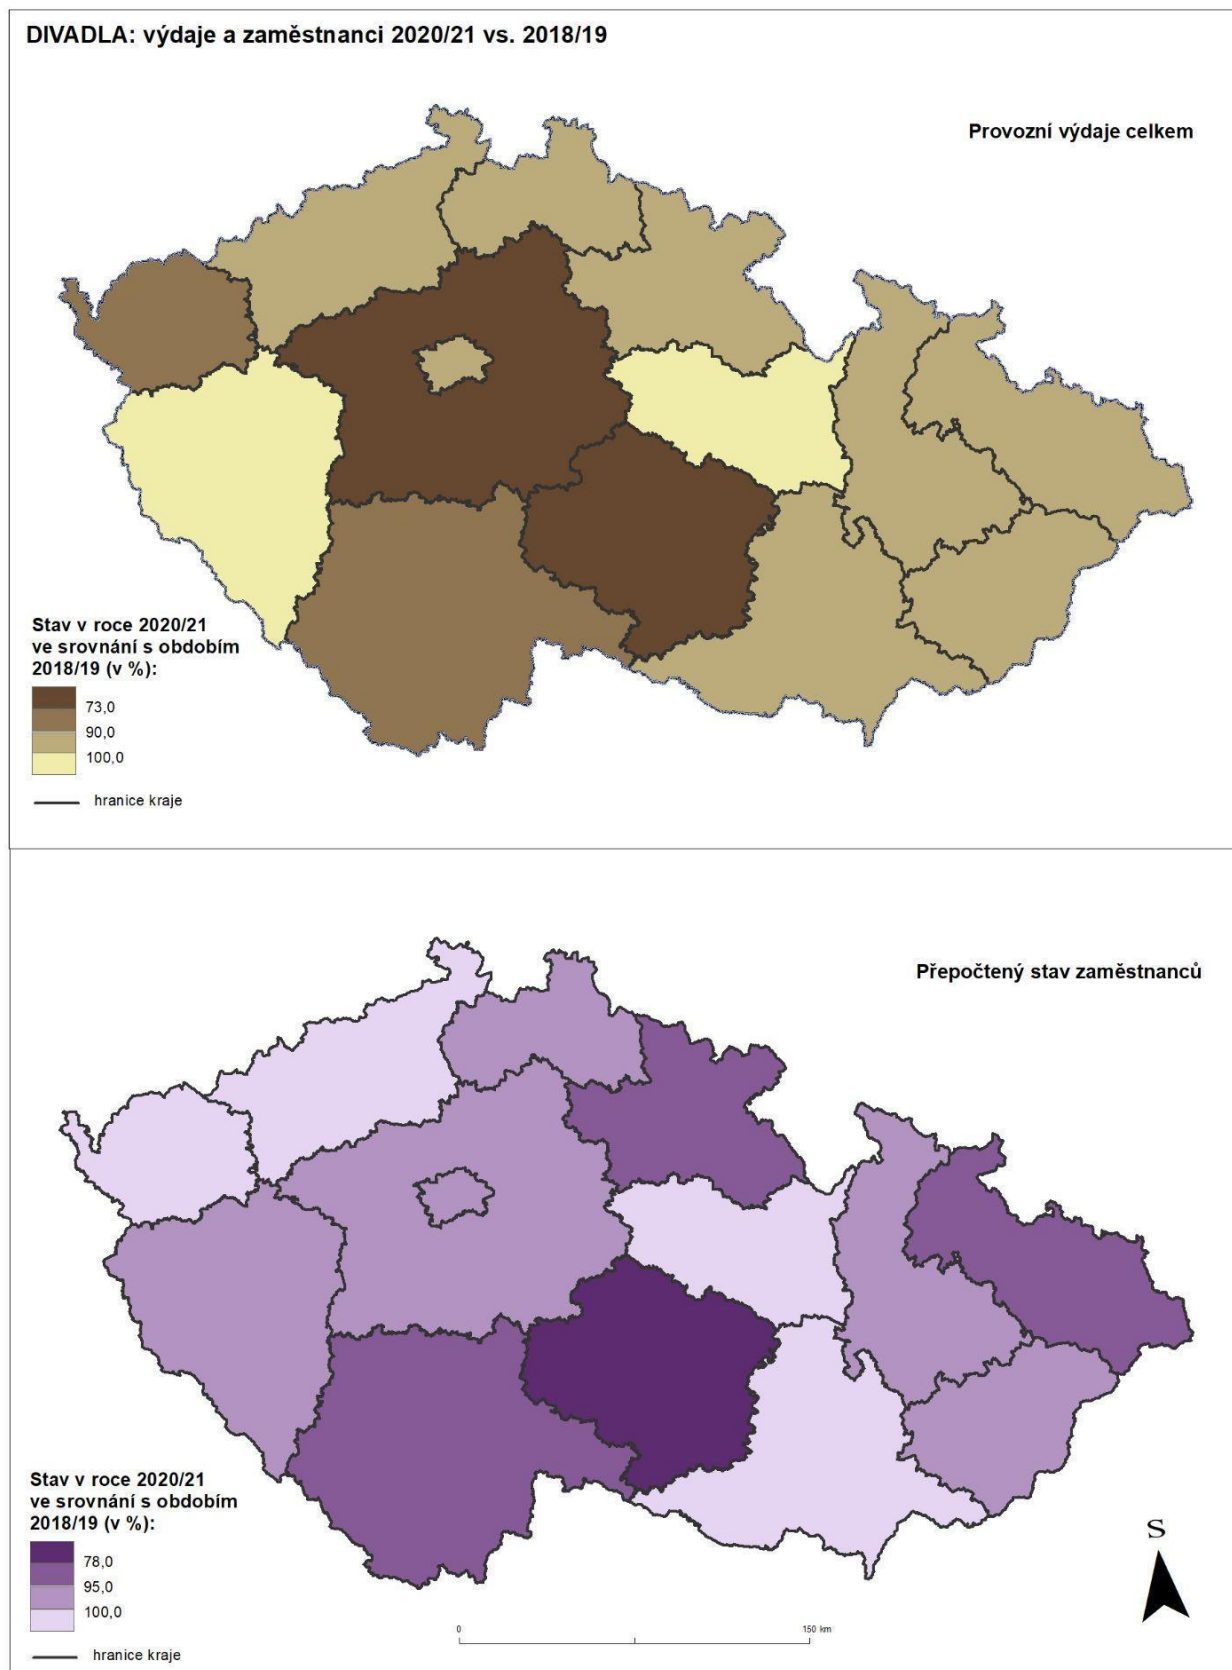 DIVADLA: výdaje a zaměstnanci 2020/21 vs. 2018/19
Provozní výdaje celkem
Stav v roce 2020/21
ve srovnání s obdobím
2018/19 (v %):
73,0
90,0
100,0
hranice kraje
Přepočtený stav zaměstnanců
Stav v roce 2020/21
ve srovnání s obdobím
2018/19 (v %):
78,0
95,0
100,0
hranice kraje
S
0 150 km